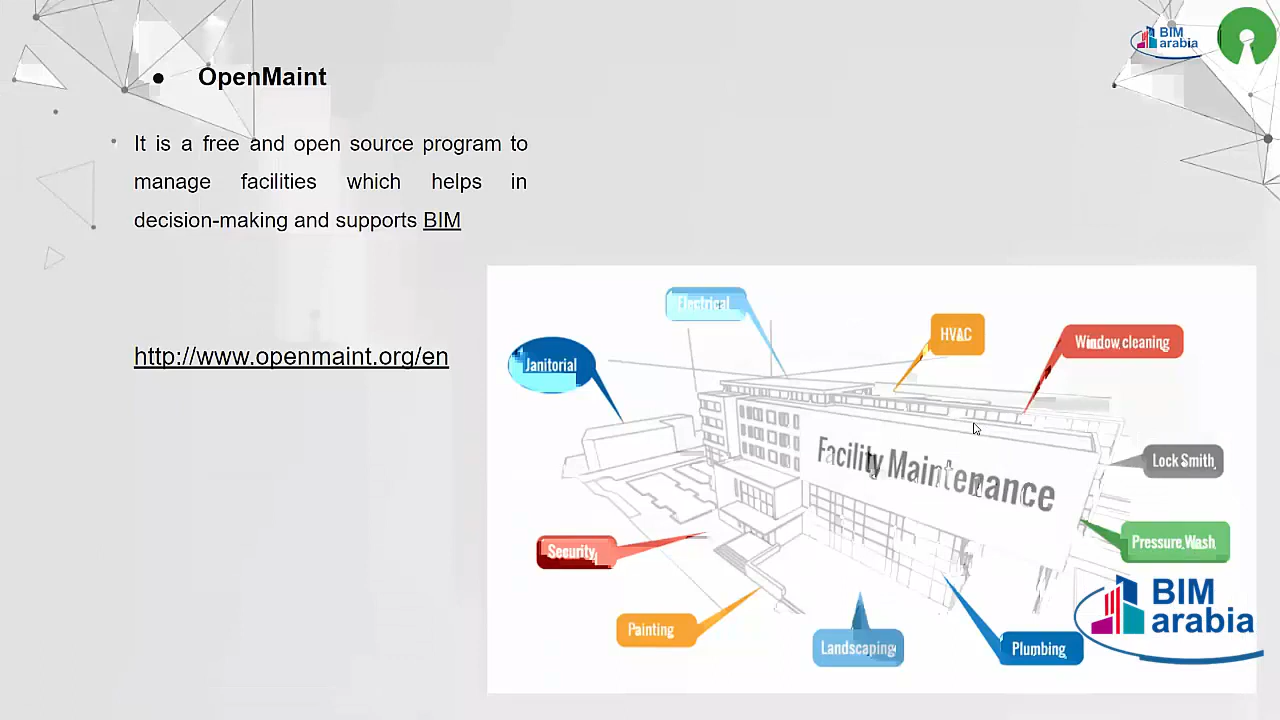 BIM
arabia
● OpenMaint
• It is a free and open source program to
manage facilities which helps in
decision-making and supports BIM
http://www.openmaint.org/en
Electrical
HVAC
Window cleaning
Janitorial
Facility Maintenance
Lock Smith
Pressure Wash
Security
Painting
Landscaping
Plumbing
BIM
arabia